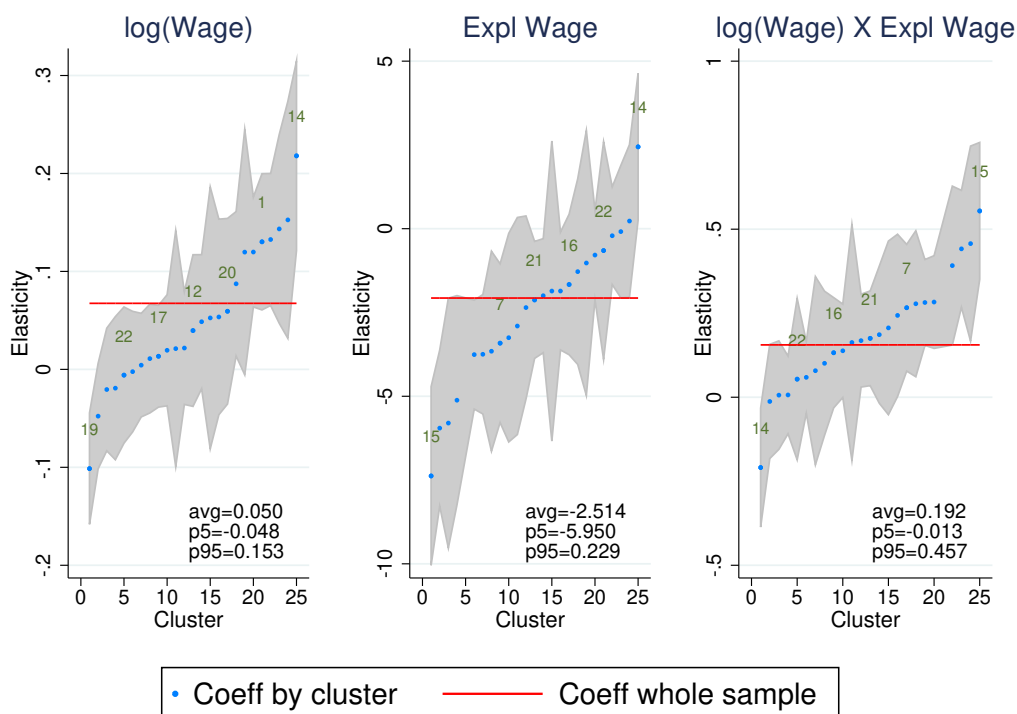 log(Wage)
Elasticity
.3
.2
.1
0
-.1
-.2
19
22
17
12
20
1
14
avg=0.050
p5=-0.048
p95=0.153
0 5 10 15 20 25
Cluster
Expl Wage
Elasticity
5
0
-5
-10
15
7
21
16
22
14
avg=-2.514
p5=-5.950
p95=0.229
0 5 10 15 20 25
Cluster
log(Wage) X Expl Wage
Elasticity
1
.5
0
-.5
14
22
16
21
7
15
avg=0.192
p5=-0.013
p95=0.457
0 5 10 15 20 25
Cluster
Coeff by cluster
Coeff whole sample